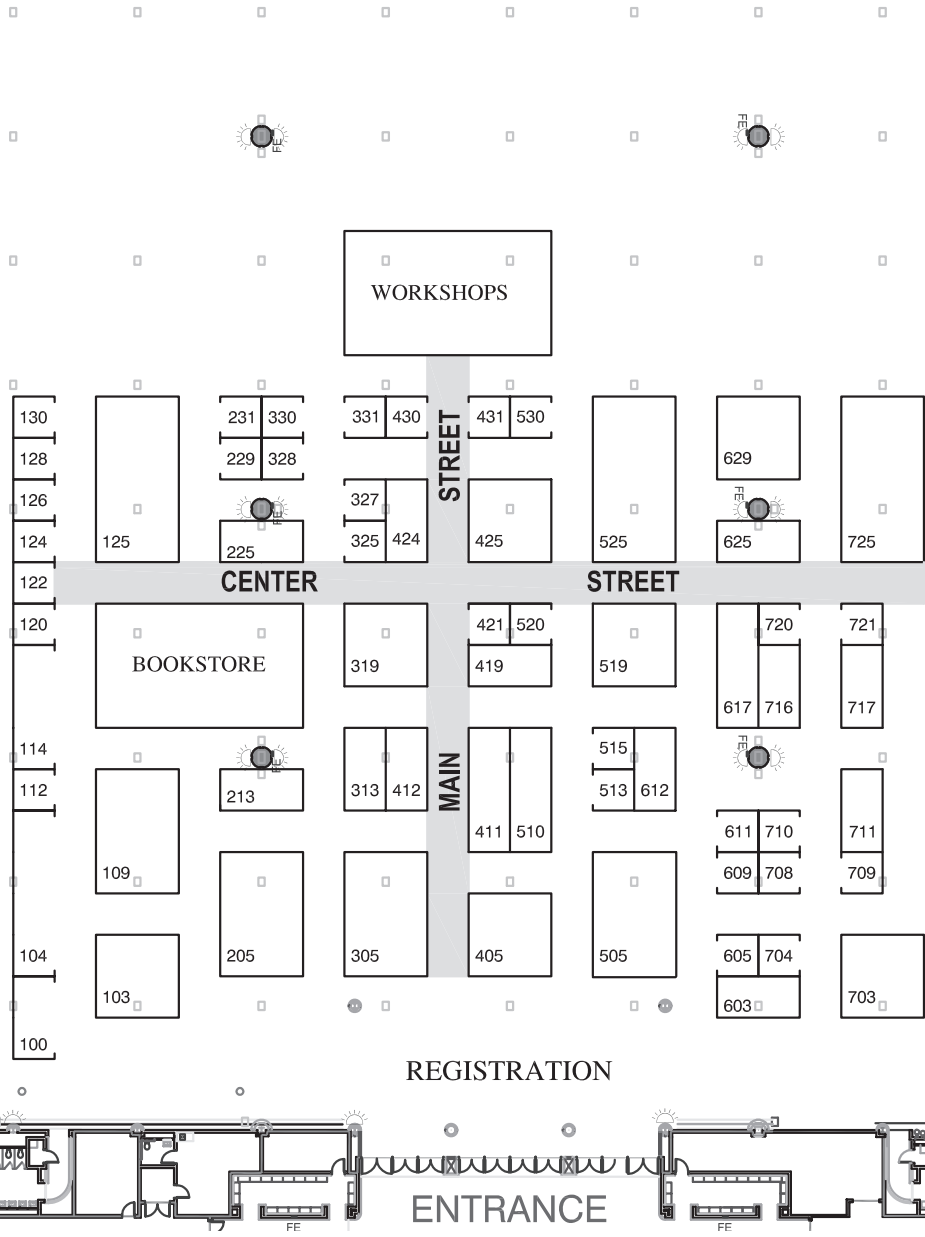 FE
FE
WORKSHOPS
130 231 330 331 430 STREET 431 530
128 229 328 629
126 327 FE FE
124 125 225 325 424 425 525 625 725
122 CENTER STREET
120 421 520 720 721
BOOKSTORE 319 419 519
617 716 717
114 FE 515 FE
112 213 313 412 MAIN 513 612
411 510 611 710 711
109 609 708 709
104 205 305 405 505 605 704
103 603 703
100
REGISTRATION
ENTRANCE
FE FE